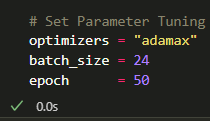 # Set Parameter Tuning
optimizers = "adamax"
batch_size = 24
epoch = 50
✓ 0.0s